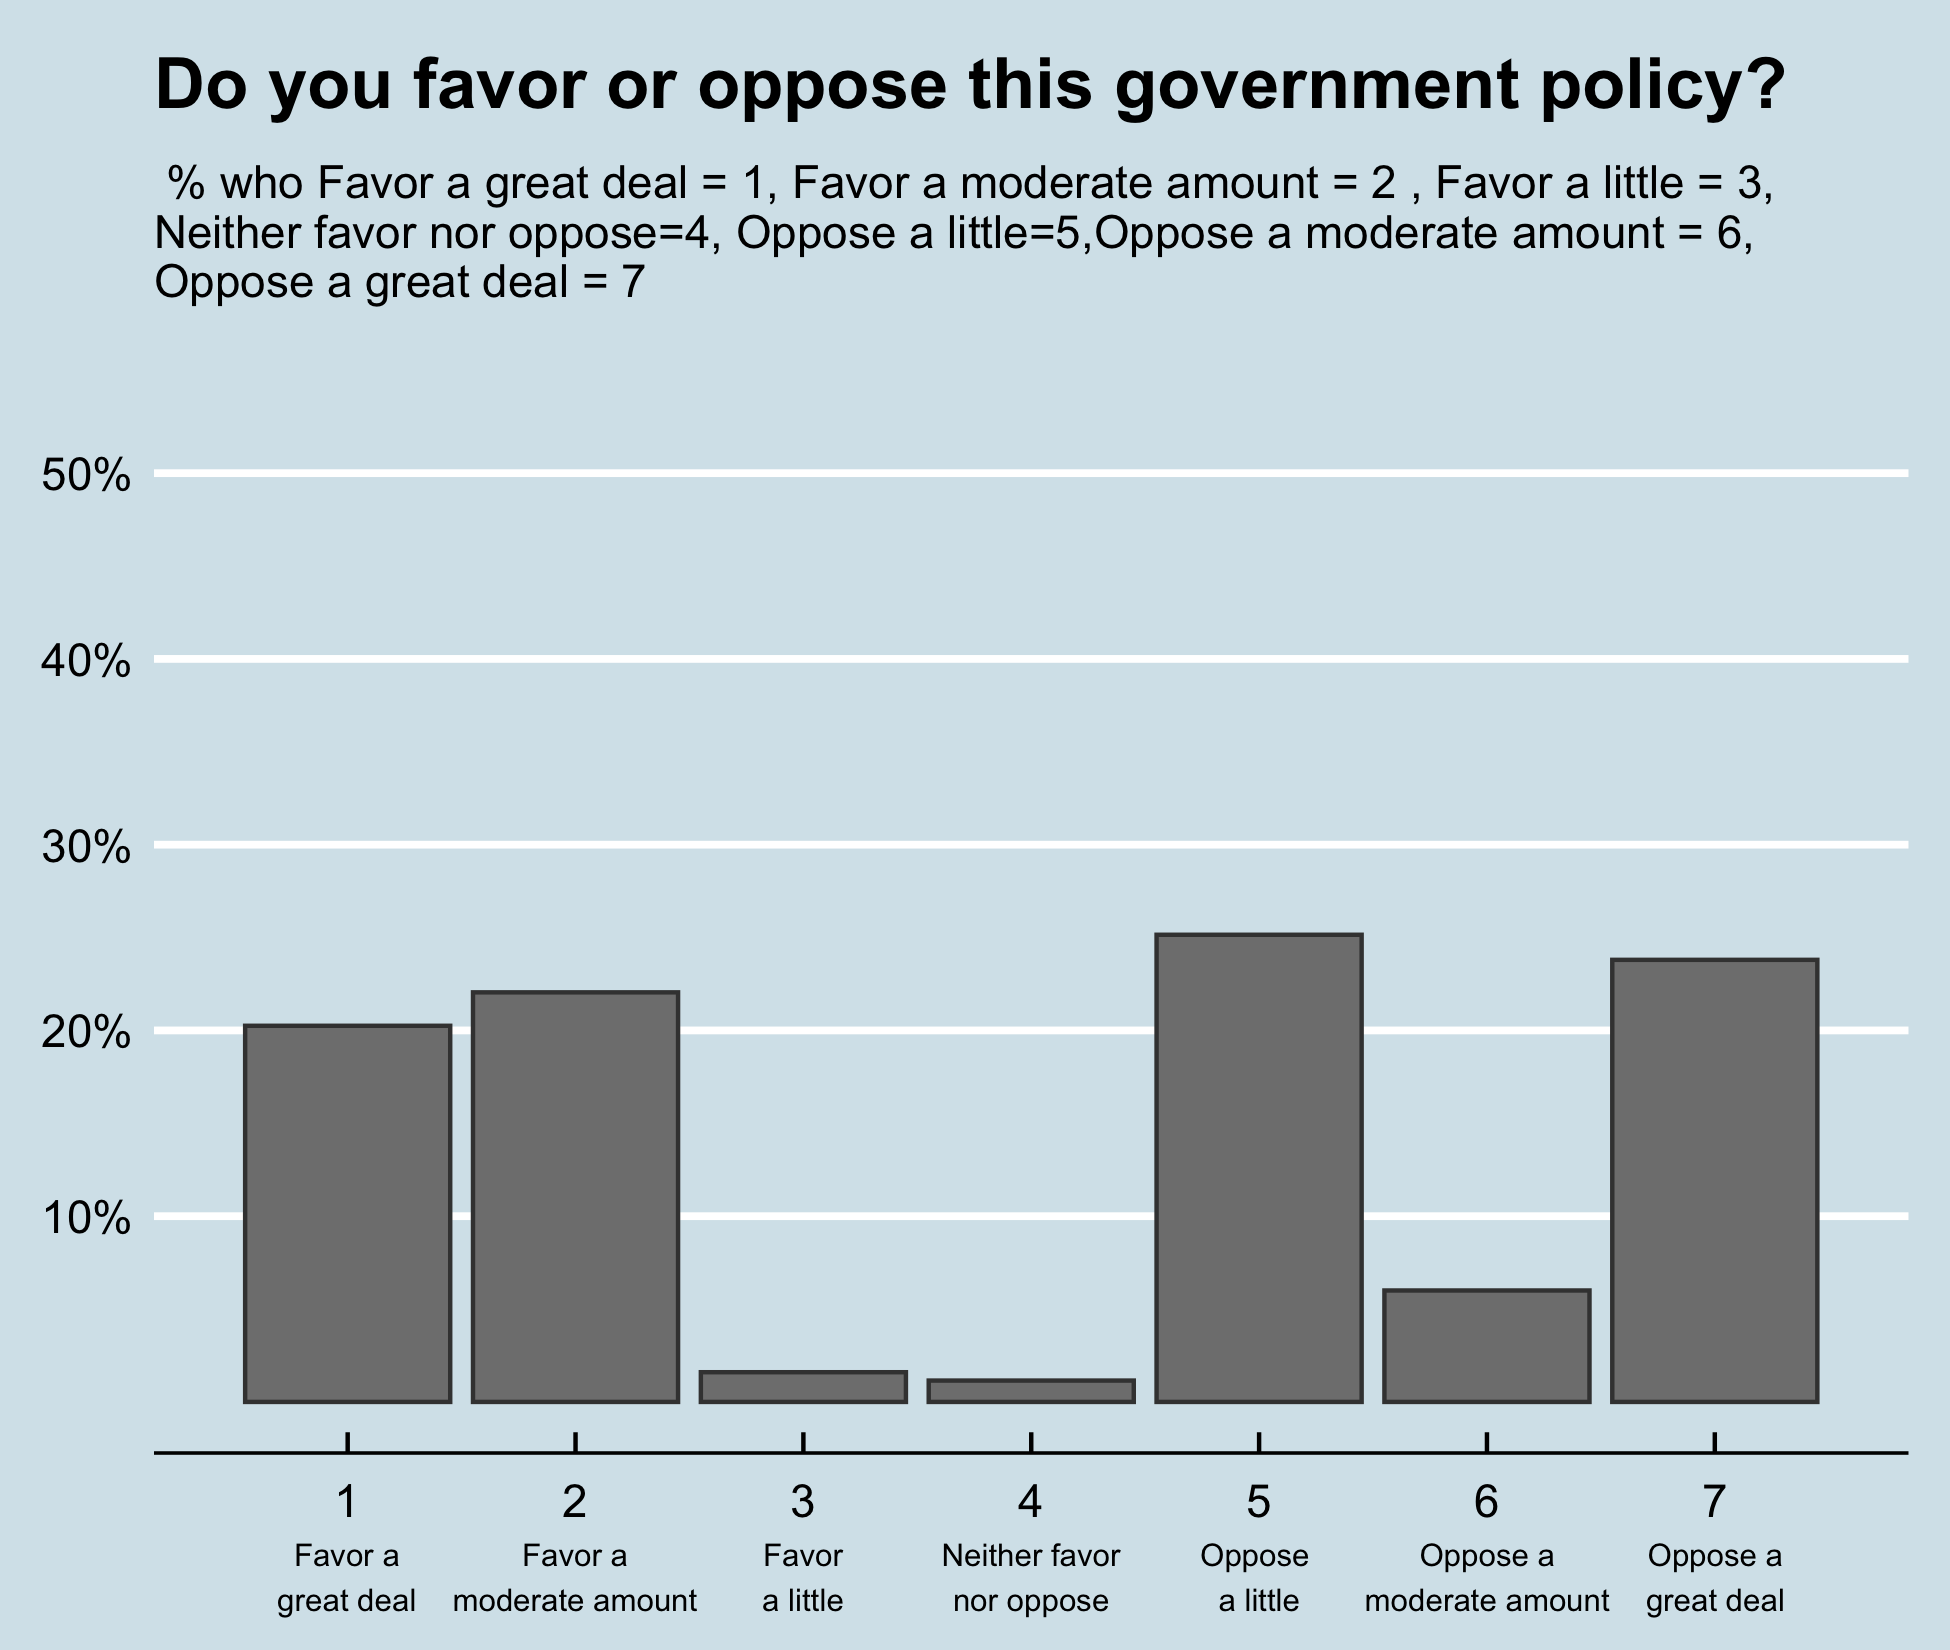 Do you favor or oppose this government policy?
% who Favor a great deal = 1, Favor a moderate amount = 2 , Favor a little = 3,
Neither favor nor oppose=4, Oppose a little=5,Oppose a moderate amount = 6,
Oppose a great deal = 7
50%
40%
30%
20%
10%
1 2 3 4 5 6 7
Favor a Favor a Favor Neither favor Oppose Oppose a Oppose a
great deal moderate amount a little nor oppose a little moderate amount great deal